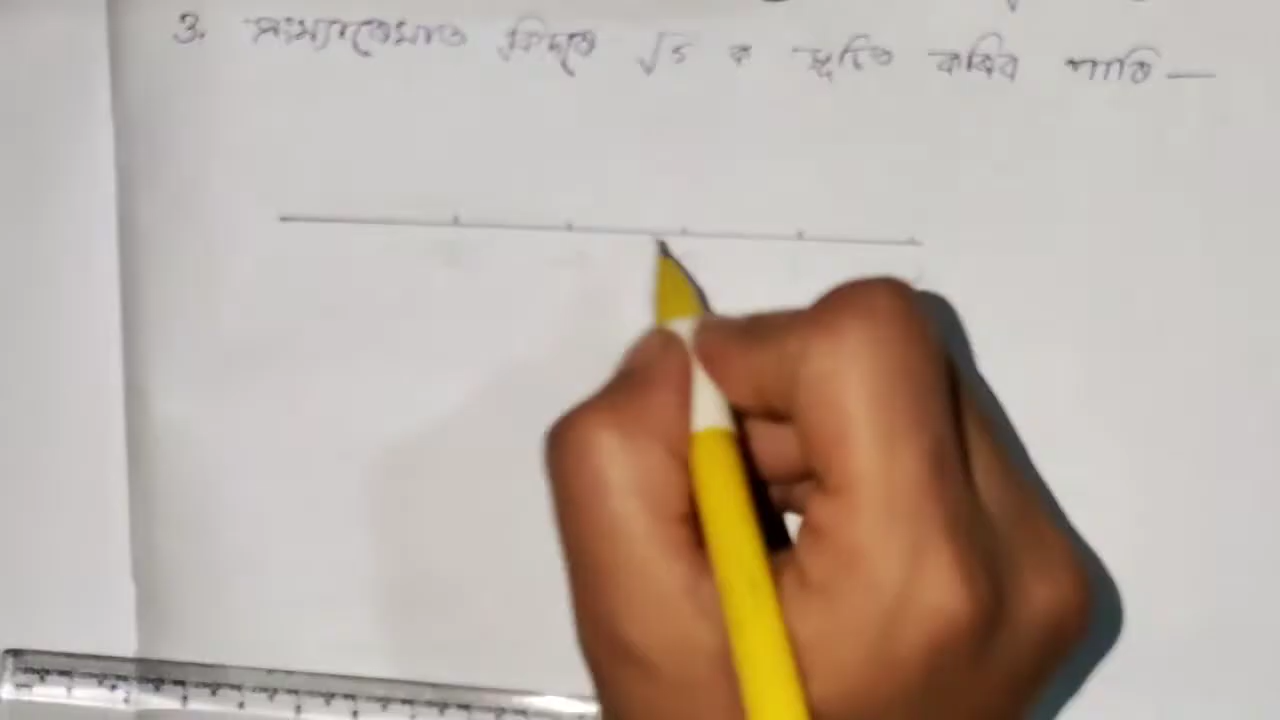 3. সংখ্যাৰেখাত কিদৰে √5 ক সূচিত কৰিব পাৰি—